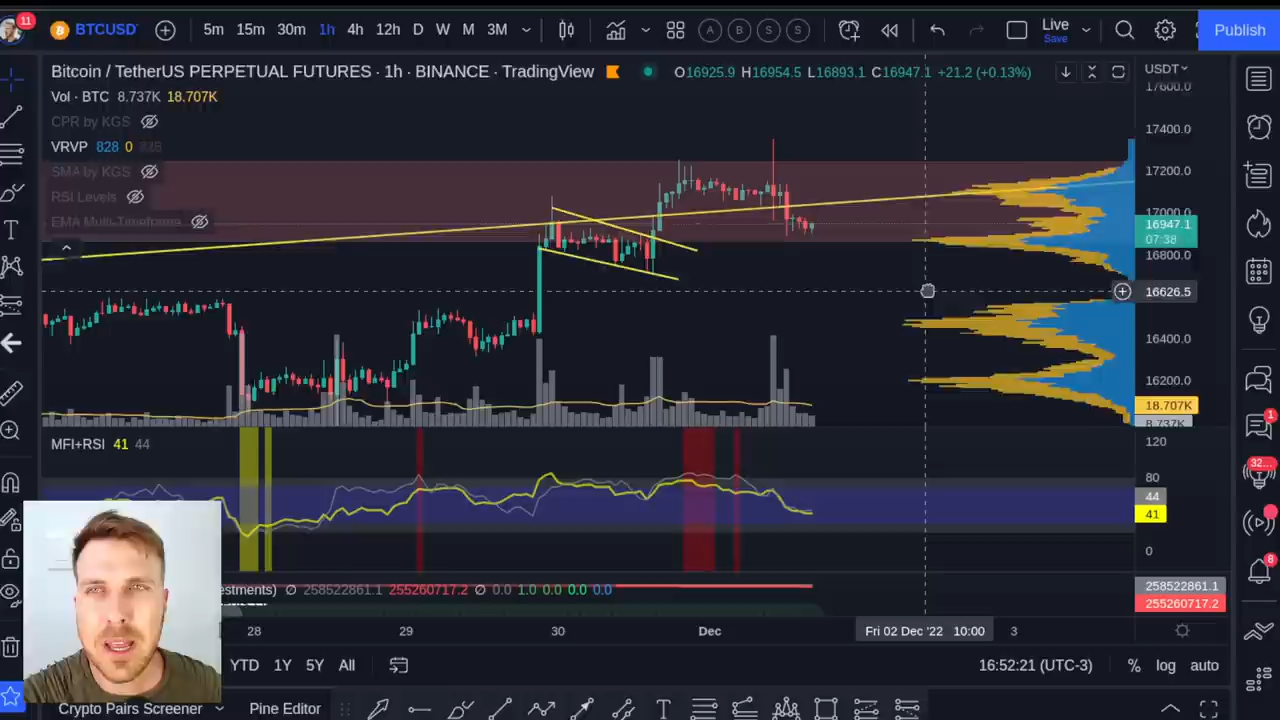 11
BTCUSD
5m 15m 30m 1h 4h 12h D W M 3M
A B S S
Live
Save
Publish
Bitcoin / TetherUS PERPETUAL FUTURES · 1h · BINANCE · TradingView
O16925.9 H16954.5 L16893.1 C16947.1 +21.2 (+0.13%)
USDT
17600.0
Vol · BTC 8.737K 18.707K
CPR by KGS
17400.0
VRVP 828 0
SMA by KGS
17200.0
RSI Levels
EMA Multi-Timeframe
17000.0
16947.1
07:38
16800.0
16626.5
16400.0
16200.0
18.707K
8.737K
MFI+RSI 41 44
120
80
44
41
0
32...
1
8
estments) ∅ 258522861.1 255260717.2 ∅ 0.0 1.0 0.0 0.0 0.0
258522861.1
255260717.2
28 29 30 Dec Fri 02 Dec '22 10:00 3
YTD 1Y 5Y All
16:52:21 (UTC-3) % log auto
Crypto Pairs Screener Pine Editor